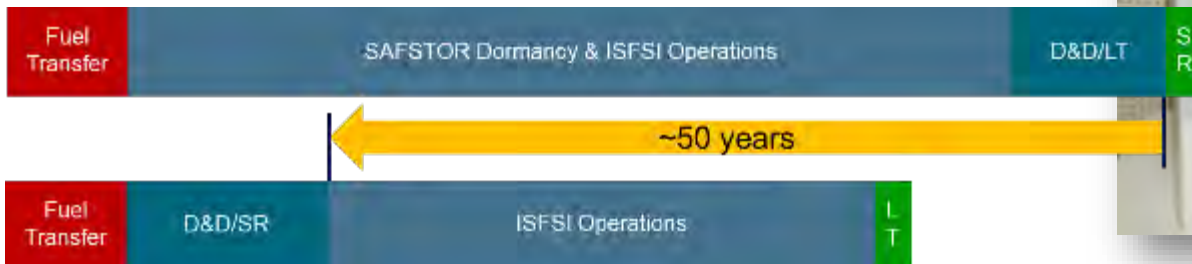 Fuel
Transfer
SAFSTOR Dormancy & ISFSI Operations
D&D/LT
S
R
~50 years
Fuel
Transfer
D&D/SR
ISFSI Operations
L
T